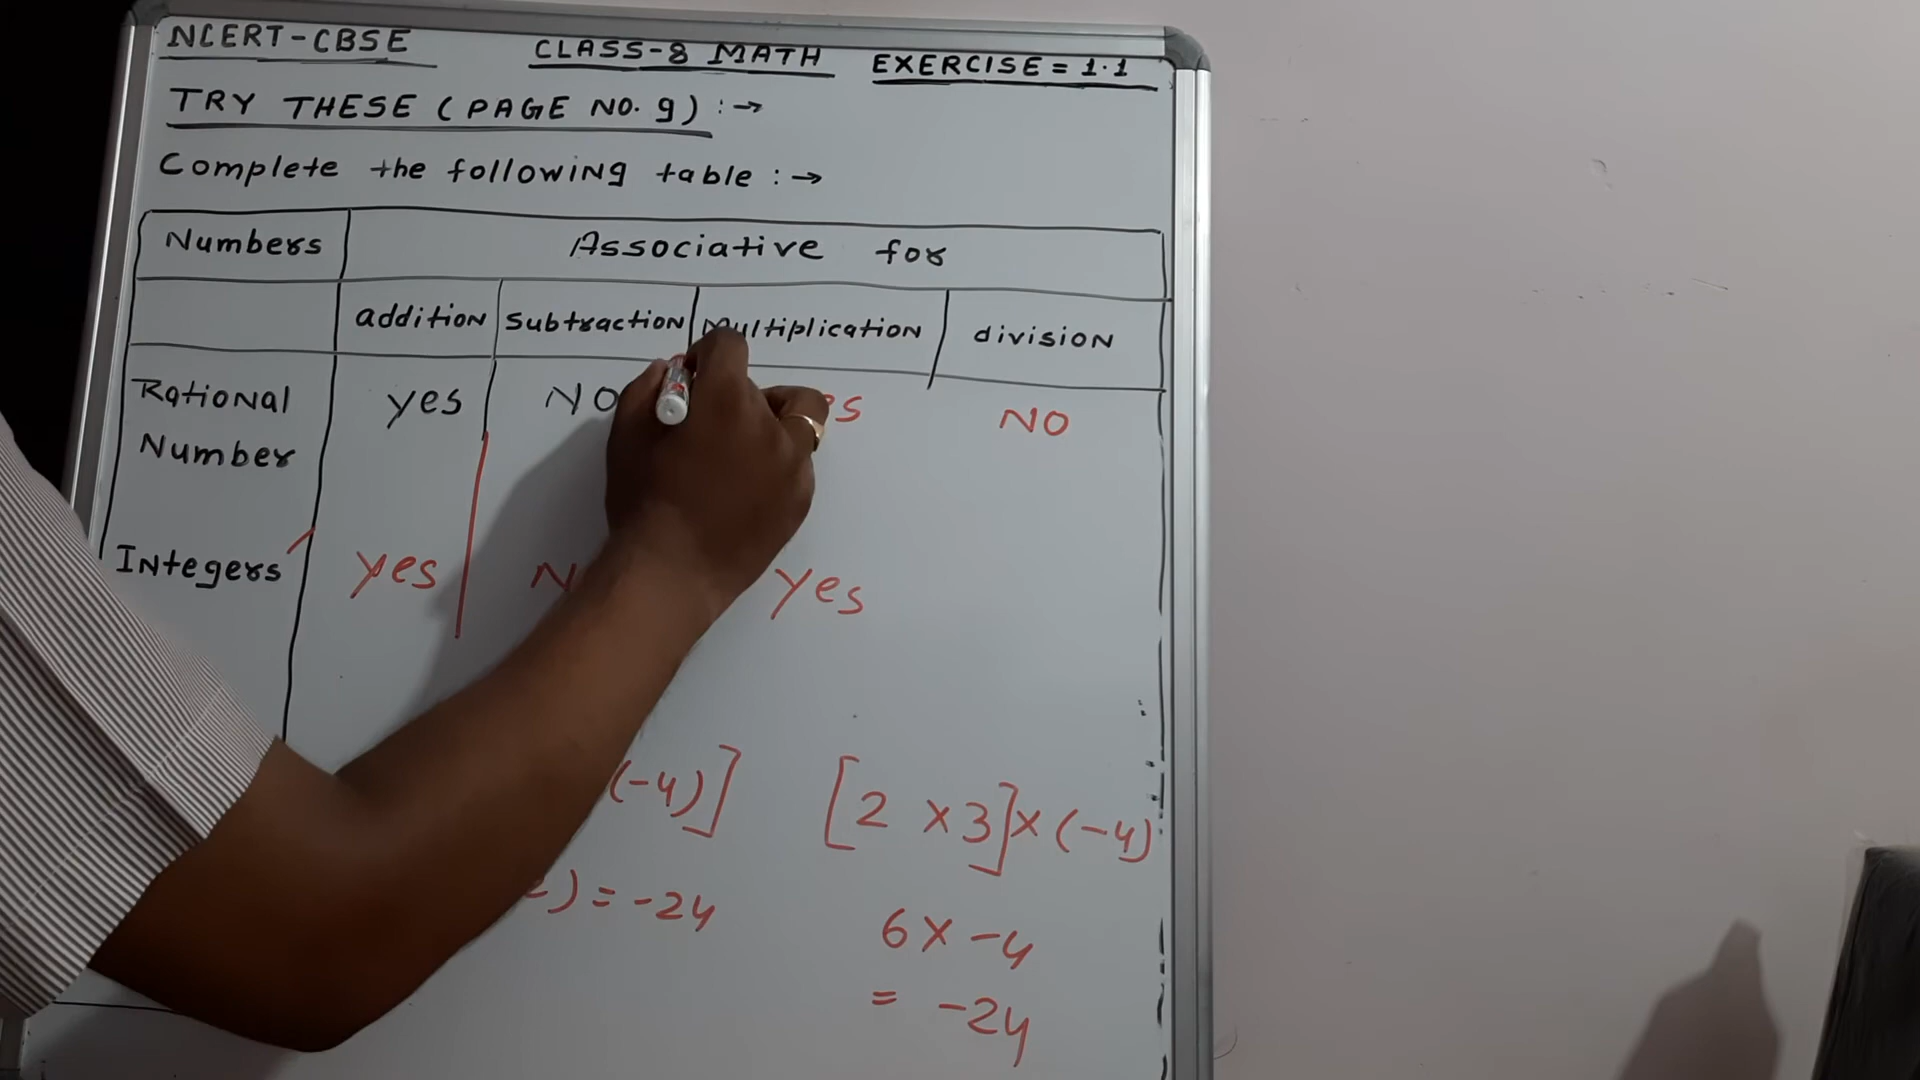 NCERT-CBSE CLASS-8 MATH EXERCISE = 1.1
TRY THESE (PAGE NO. 9) :→
Complete the following table :→
Numbers Associative for
addition Subtraction Multiplication division
Rational yes NO NO
Number
Integers yes yes
(-4)] [2 × 3] × (-4)
) = -24
6 × -4
= -24